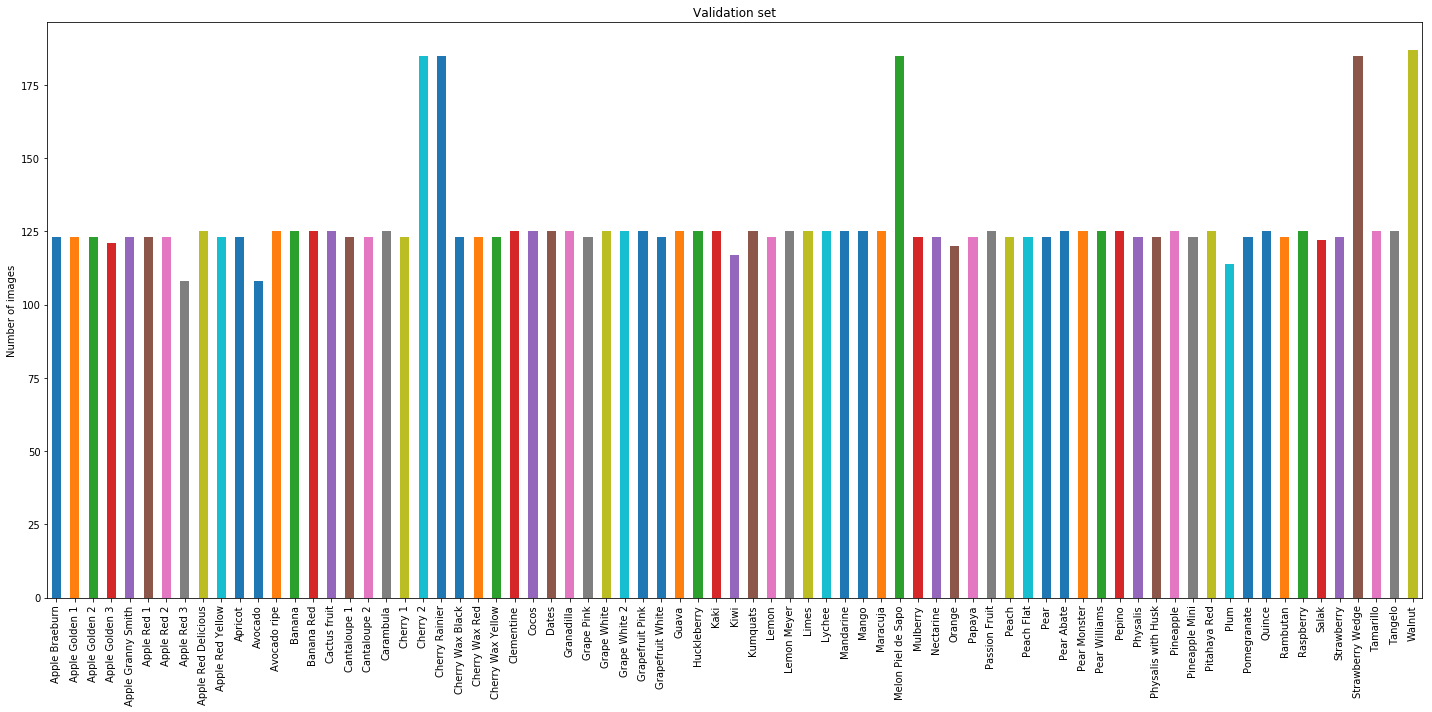 Validation set
Number of images
175
150
125
100
75
50
25
0
Apple Braeburn
Apple Golden 1
Apple Golden 2
Apple Golden 3
Apple Granny Smith
Apple Red 1
Apple Red 2
Apple Red 3
Apple Red Delicious
Apple Red Yellow
Apricot
Avocado
Avocado ripe
Banana
Banana Red
Cactus fruit
Cantaloupe 1
Cantaloupe 2
Carambula
Cherry 1
Cherry 2
Cherry Rainier
Cherry Wax Black
Cherry Wax Red
Cherry Wax Yellow
Clementine
Cocos
Dates
Granadilla
Grape Pink
Grape White
Grape White 2
Grapefruit Pink
Grapefruit White
Guava
Huckleberry
Kaki
Kiwi
Kumquats
Lemon
Lemon Meyer
Limes
Lychee
Mandarine
Mango
Maracuja
Melon Piel de Sapo
Mulberry
Nectarine
Orange
Papaya
Passion Fruit
Peach
Peach Flat
Pear
Pear Abate
Pear Monster
Pear Williams
Pepino
Physalis
Physalis with Husk
Pineapple
Pineapple Mini
Pitahaya Red
Plum
Pomegranate
Quince
Rambutan
Raspberry
Salak
Strawberry
Strawberry Wedge
Tamarillo
Tangelo
Walnut